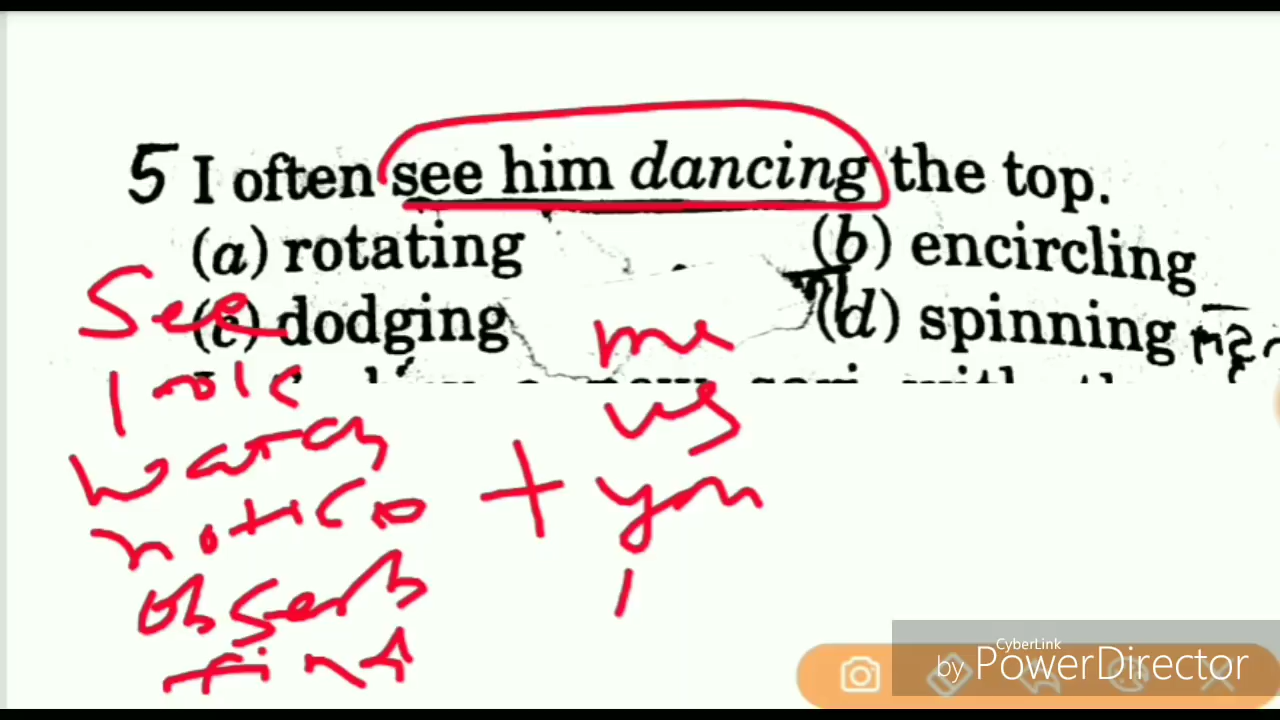 5 I often see him dancing the top.
(a) rotating (b) encircling
(c) dodging (d) spinning
See
me
us
watch
notice + you
observe
find
CyberLink
by PowerDirector